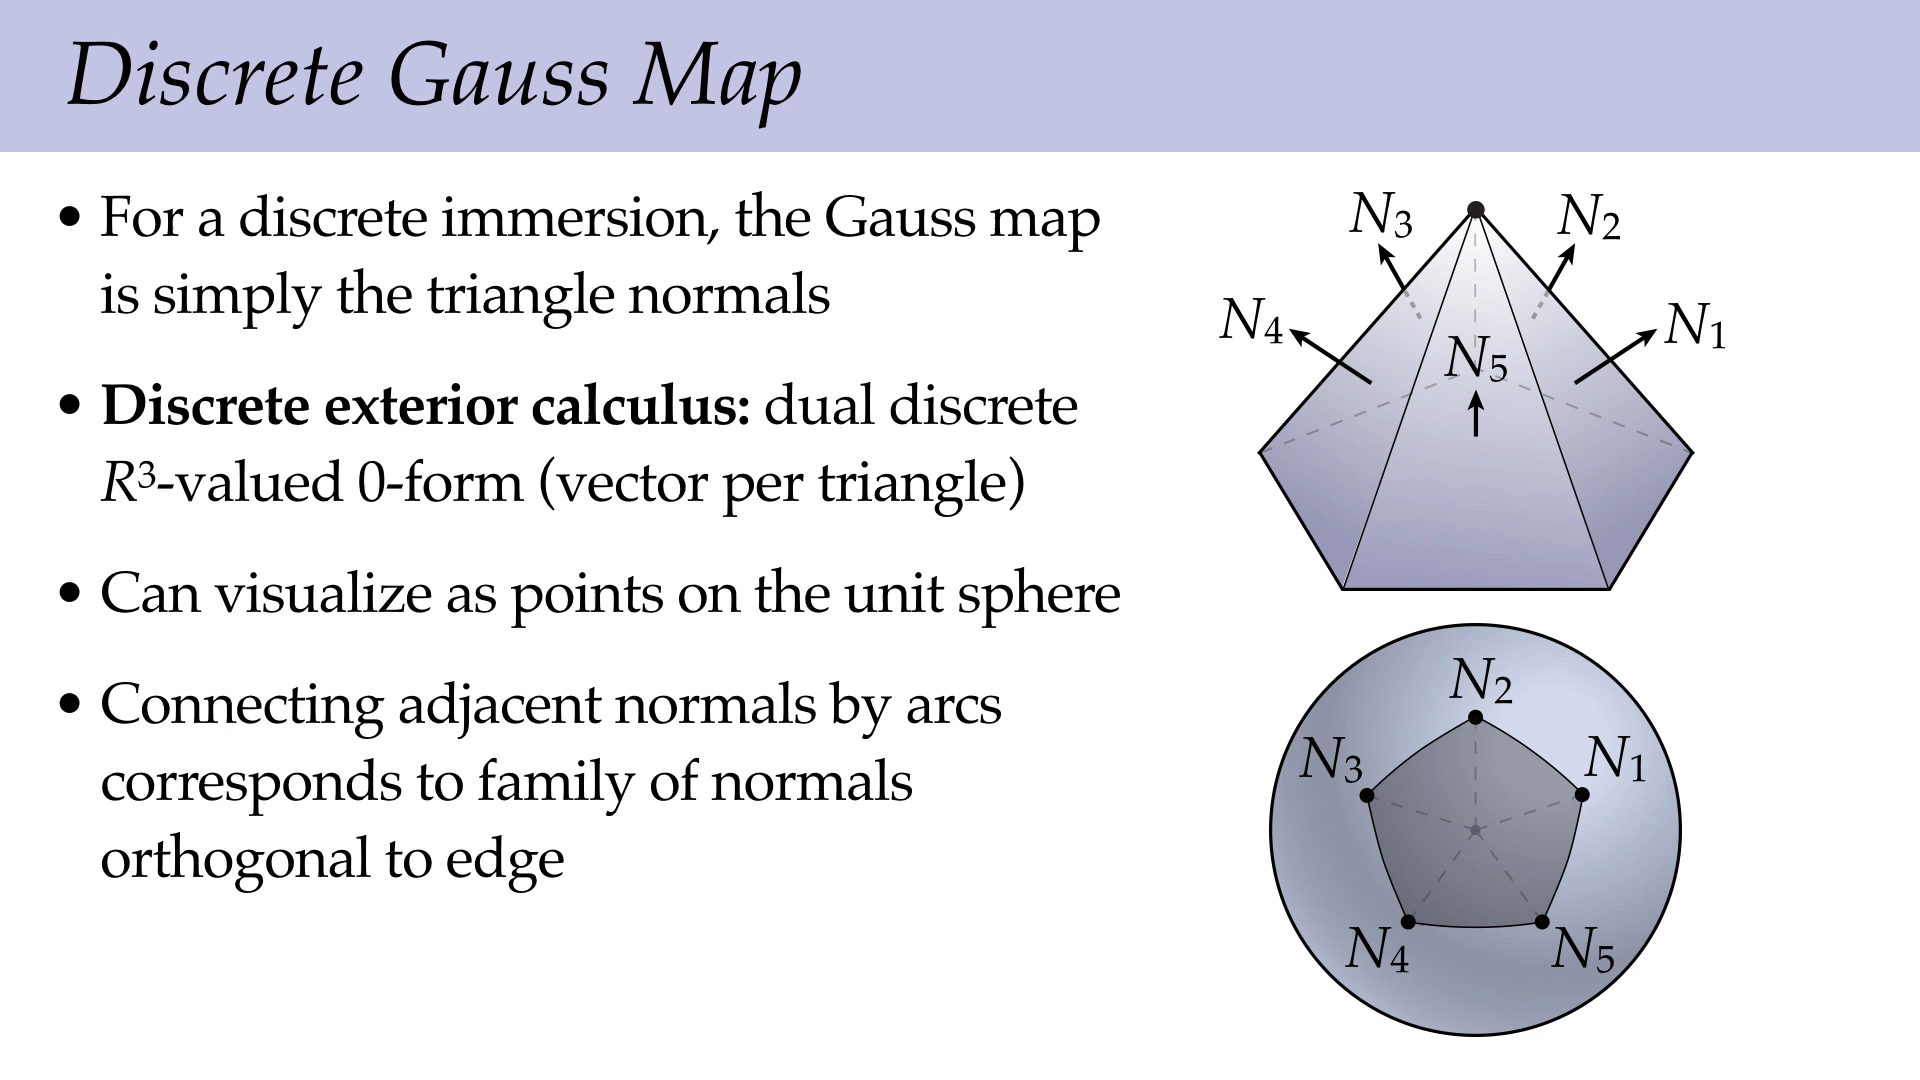 Discrete Gauss Map
• For a discrete immersion, the Gauss map
is simply the triangle normals
• Discrete exterior calculus: dual discrete
R³-valued 0-form (vector per triangle)
• Can visualize as points on the unit sphere
• Connecting adjacent normals by arcs
corresponds to family of normals
orthogonal to edge
N₃ N₂
N₄ N₁
N₅
N₂
N₃ N₁
N₄ N₅